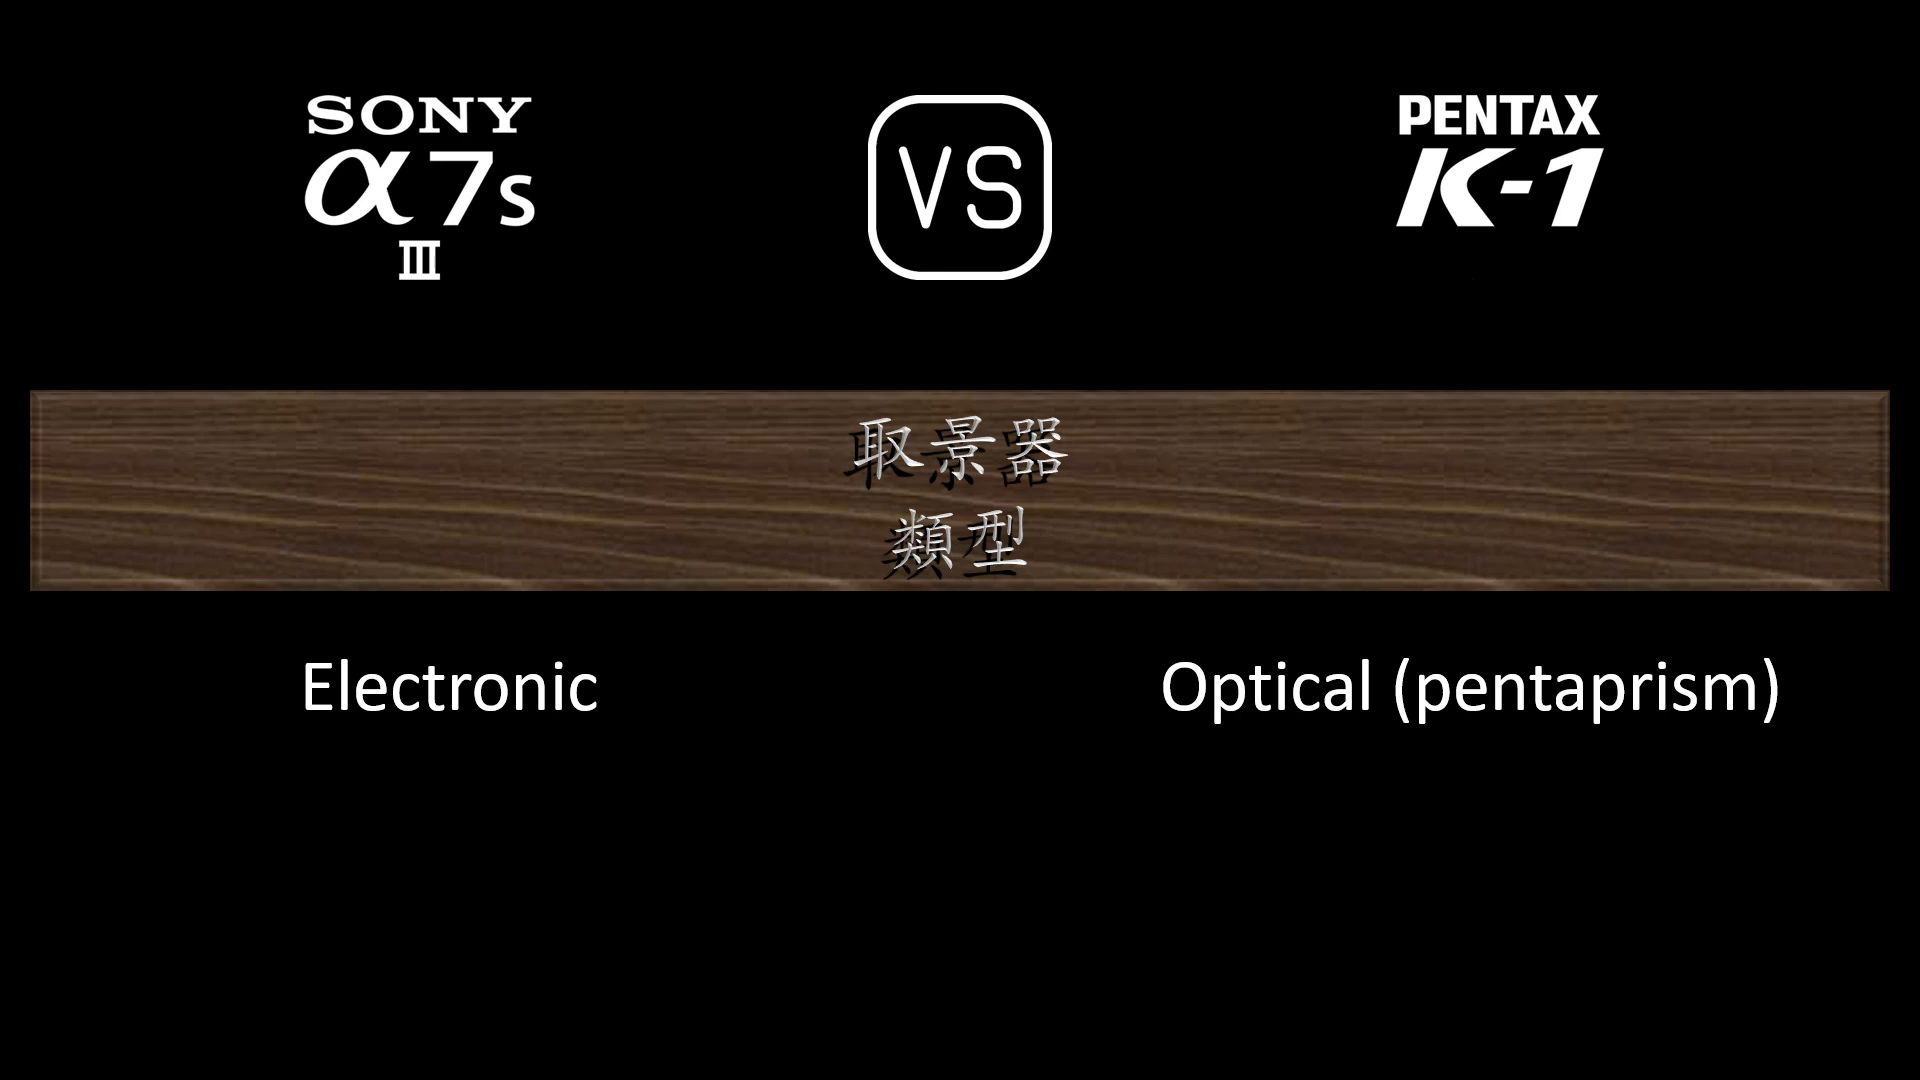 SONY
α7s
III
VS
PENTAX
K-1
取景器
類型
Electronic
Optical (pentaprism)